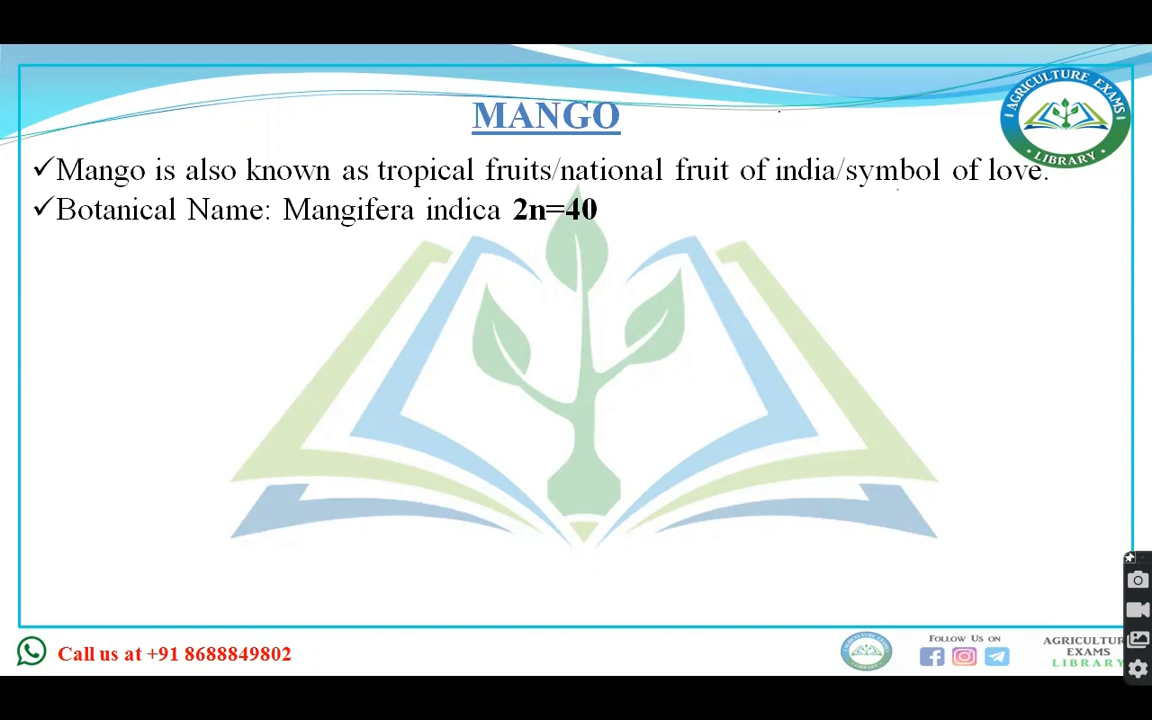 AGRICULTURE EXAMS
• LIBRARY •
MANGO
✓Mango is also known as tropical fruits/national fruit of india/symbol of love.
✓Botanical Name: Mangifera indica 2n=40
Call us at +91 8688849802
FOLLOW US ON
AGRICULTUR
EXAMS
LIBRARY